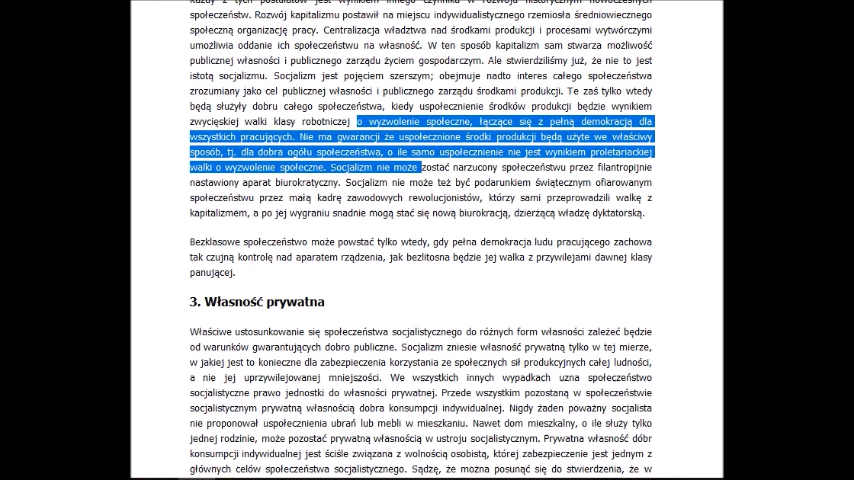 Każdy z tych postulatów jest wynikiem innego czynnika w rozwoju historycznym nowoczesnych
społeczeństw. Rozwój kapitalizmu postawił na miejscu indywidualistycznego rzemiosła średniowiecznego
społeczną organizację pracy. Centralizacja władztwa nad środkami produkcji i procesami wytwórczymi
umożliwia oddanie ich społeczeństwu na własność. W ten sposób kapitalizm sam stwarza możliwość
publicznej własności i publicznego zarządu życiem gospodarczym. Ale stwierdziliśmy już, że nie to jest
istotą socjalizmu. Socjalizm jest pojęciem szerszym; obejmuje nadto interes całego społeczeństwa
zrozumiany jako cel publicznej własności i publicznego zarządu środkami produkcji. Te zaś tylko wtedy
będą służyły dobru całego społeczeństwa, kiedy uspołecznienie środków produkcji będzie wynikiem
zwycięskiej walki klasy robotniczej o wyzwolenie społeczne, łączące się z pełną demokracją dla
wszystkich pracujących. Nie ma gwarancji że uspołecznione środki produkcji będą użyte we właściwy
sposób, tj. dla dobra ogółu społeczeństwa, o ile samo uspołecznienie nie jest wynikiem proletariackiej
walki o wyzwolenie społeczne. Socjalizm nie może zostać narzucony społeczeństwu przez filantropijnie
nastawiony aparat biurokratyczny. Socjalizm nie może też być podarunkiem świątecznym ofiarowanym
społeczeństwu przez małą kadrę zawodowych rewolucjonistów, którzy sami przeprowadzili walkę z
kapitalizmem, a po jej wygraniu snadnie mogą stać się nową biurokracją, dzierżącą władzę dyktatorską.
Bezklasowe społeczeństwo może powstać tylko wtedy, gdy pełna demokracja ludu pracującego zachowa
tak czujną kontrolę nad aparatem rządzenia, jak bezlitosna będzie jej walka z przywilejami dawnej klasy
panującej.
3. Własność prywatna
Właściwe ustosunkowanie się społeczeństwa socjalistycznego do różnych form własności zależeć będzie
od warunków gwarantujących dobro publiczne. Socjalizm zniesie własność prywatną tylko w tej mierze,
w jakiej jest to konieczne dla zabezpieczenia korzystania ze społecznych sił produkcyjnych całej ludności,
a nie jej uprzywilejowanej mniejszości. We wszystkich innych wypadkach uzna społeczeństwo
socjalistyczne prawo jednostki do własności prywatnej. Przede wszystkim pozostaną w społeczeństwie
socjalistycznym prywatną własnością dobra konsumpcji indywidualnej. Nigdy żaden poważny socjalista
nie proponował uspołecznienia ubrań lub mebli w mieszkaniu. Nawet dom mieszkalny, o ile służy tylko
jednej rodzinie, może pozostać prywatną własnością w ustroju socjalistycznym. Prywatna własność dóbr
konsumpcji indywidualnej jest ściśle związana z wolnością osobistą, której zabezpieczenie jest jednym z
głównych celów społeczeństwa socjalistycznego. Sądzę, że można posunąć się do stwierdzenia, że w